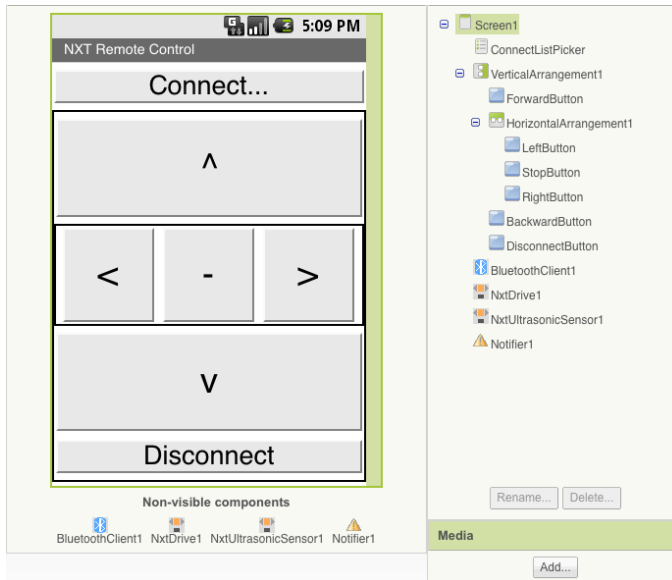 5:09 PM
NXT Remote Control
Connect...
^
<
-
>
v
Disconnect
Non-visible components
BluetoothClient1 NxtDrive1 NxtUltrasonicSensor1 Notifier1
Screen1
ConnectListPicker
VerticalArrangement1
ForwardButton
HorizontalArrangement1
LeftButton
StopButton
RightButton
BackwardButton
DisconnectButton
BluetoothClient1
NxtDrive1
NxtUltrasonicSensor1
Notifier1
Rename... Delete...
Media
Add...